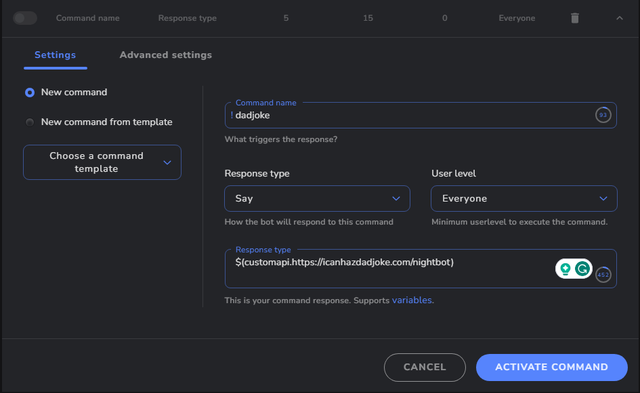 Command name Response type 5 15 0 Everyone
Settings Advanced settings
New command
New command from template
Choose a command
template
Command name
! dadjoke
93
What triggers the response?
Response type User level
Say Everyone
How the bot will respond to this command Minimum userlevel to execute the command.
Response type
$(customapi.https://icanhazdadjoke.com/nightbot)
452
This is your command response. Supports variables.
CANCEL ACTIVATE COMMAND